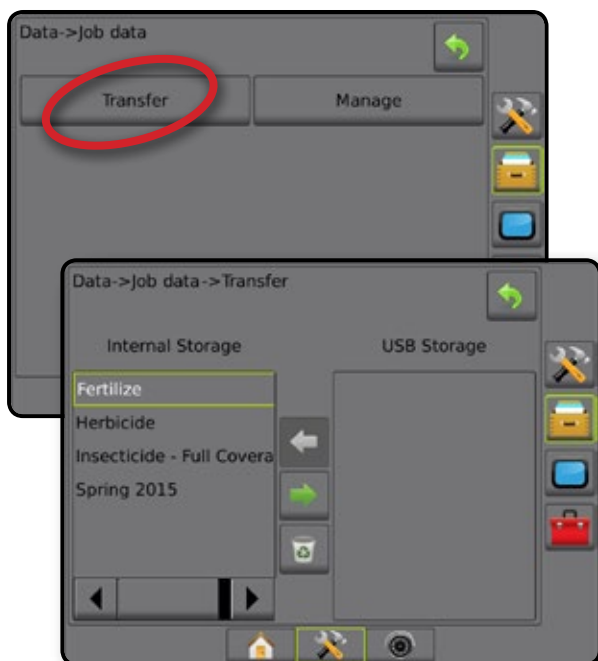 Data->Job data
Transfer
Manage
Data->Job data->Transfer
Internal Storage
USB Storage
Fertilize
Herbicide
Insecticide - Full Covera
Spring 2015